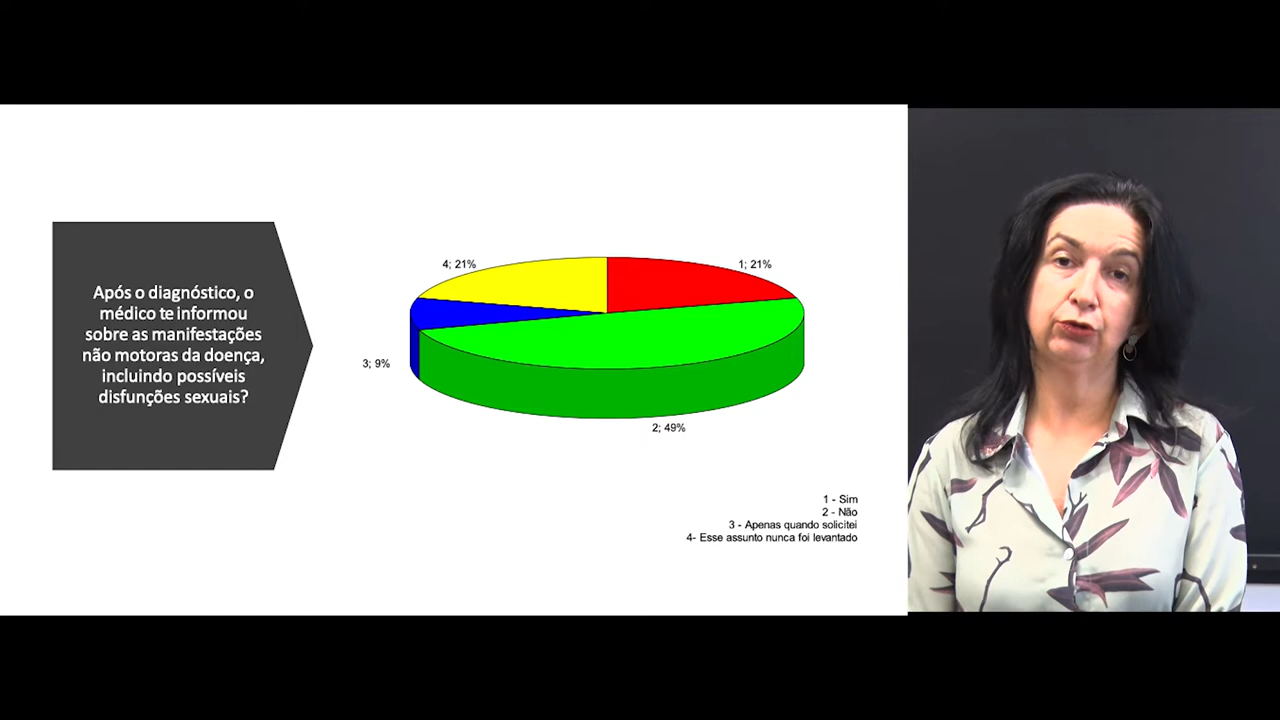 Após o diagnóstico, o
médico te informou
sobre as manifestações
não motoras da doença,
incluindo possíveis
disfunções sexuais?
4; 21%
1; 21%
3; 9%
2; 49%
1 - Sim
2 - Não
3 - Apenas quando solicitei
4- Esse assunto nunca foi levantado